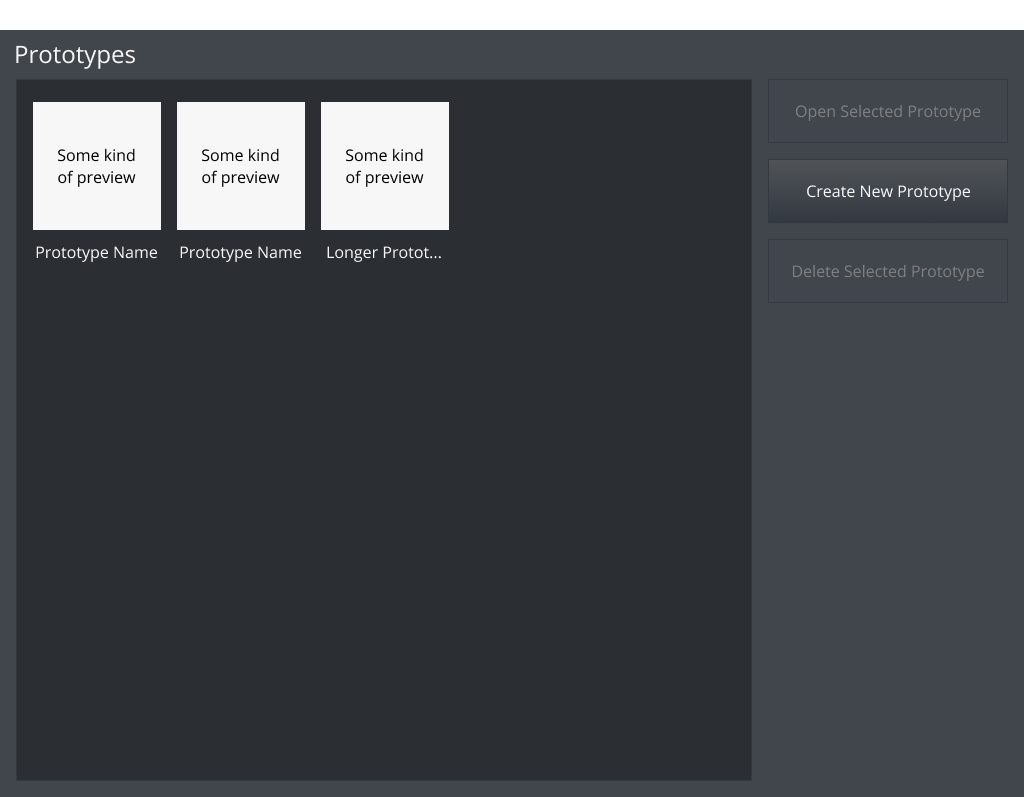 Prototypes
Some kind
of preview
Some kind
of preview
Some kind
of preview
Prototype Name
Prototype Name
Longer Protot...
Open Selected Prototype
Create New Prototype
Delete Selected Prototype